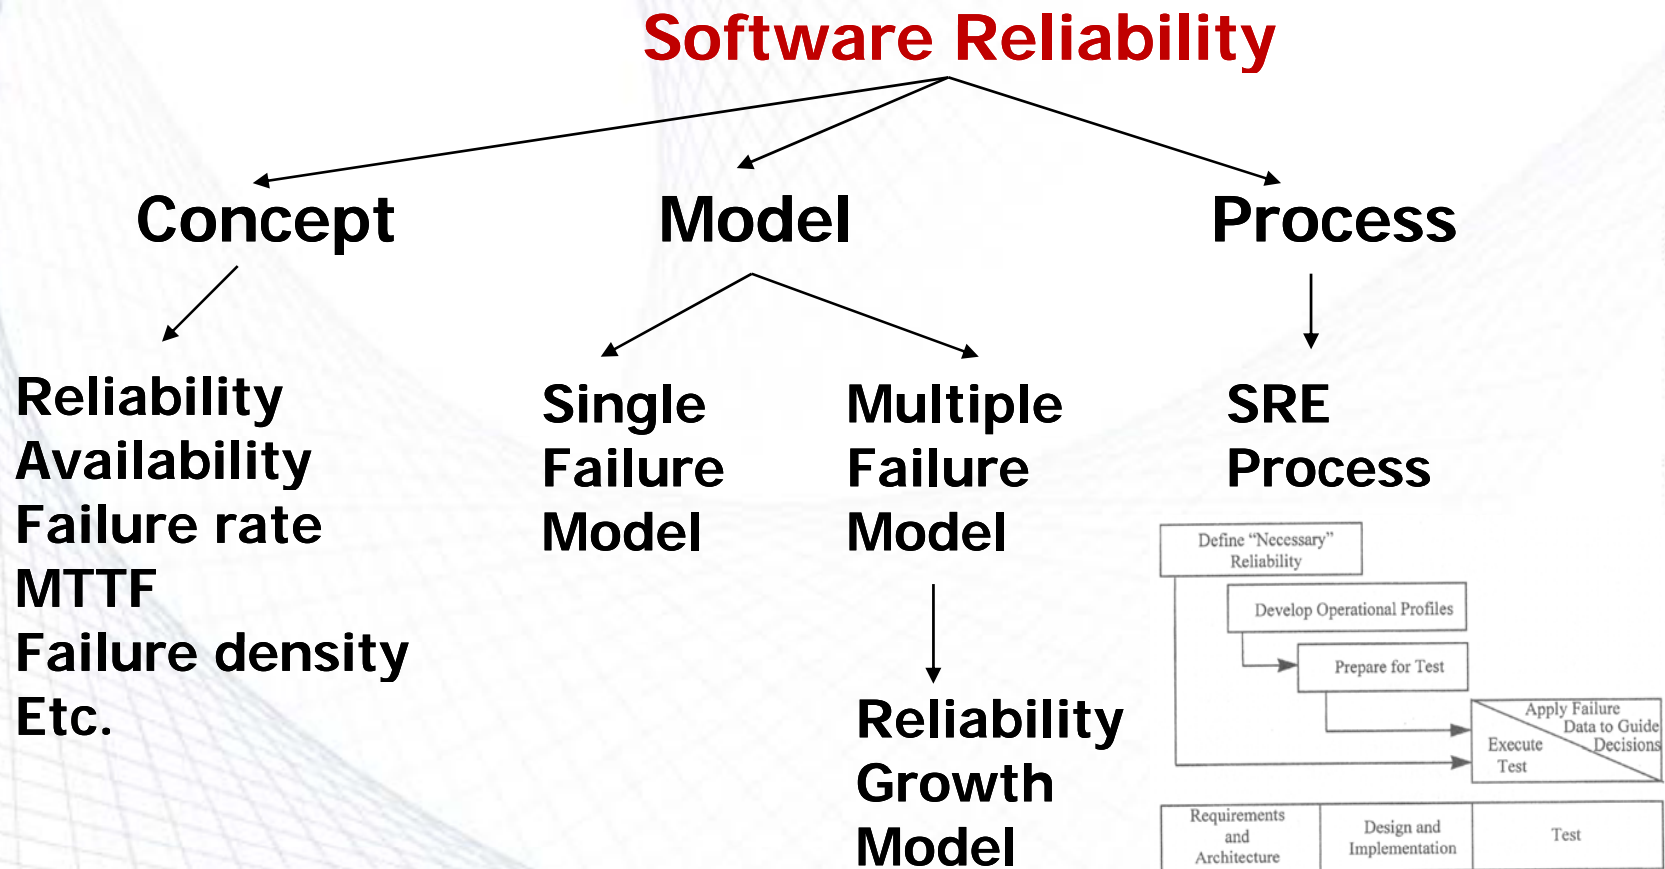 Software Reliability
Concept
Model
Process
Reliability
Availability
Failure rate
MTTF
Failure density
Etc.
Single
Failure
Model
Multiple
Failure
Model
Reliability
Growth
Model
SRE
Process
Define “Necessary”
Reliability
Develop Operational Profiles
Prepare for Test
Apply Failure
Data to Guide
Decisions
Execute
Test
Requirements
and
Architecture
Design and
Implementation
Test